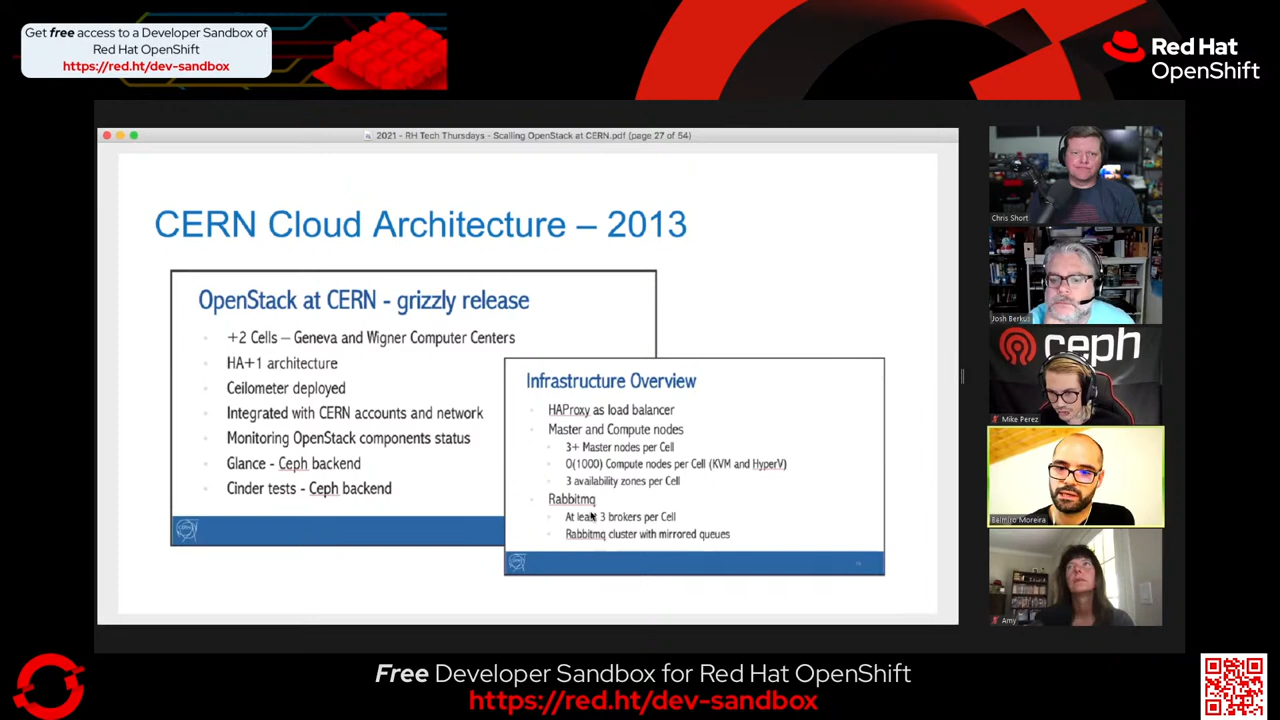 Get free access to a Developer Sandbox of
Red Hat OpenShift
https://red.ht/dev-sandbox
Red Hat
OpenShift
2021 - RH Tech Thursdays - Scaling OpenStack at CERN.pdf (page 27 of 54)
CERN Cloud Architecture – 2013
OpenStack at CERN - grizzly release
+2 Cells – Geneva and Wigner Computer Centers
HA+1 architecture
Ceilometer deployed
Integrated with CERN accounts and network
Monitoring OpenStack components status
Glance - Ceph backend
Cinder tests - Ceph backend
CERN
Infrastructure Overview
HAProxy as load balancer
Master and Compute nodes
3+ Master nodes per Cell
O(1000) Compute nodes per Cell (KVM and HyperV)
3 availability zones per Cell
Rabbitmq
At least 3 brokers per Cell
Rabbitmq cluster with mirrored queues
Chris Short
Josh Berkus
ceph
Mike Perez
Belmiro Moreira
Amy
Free Developer Sandbox for Red Hat OpenShift
https://red.ht/dev-sandbox